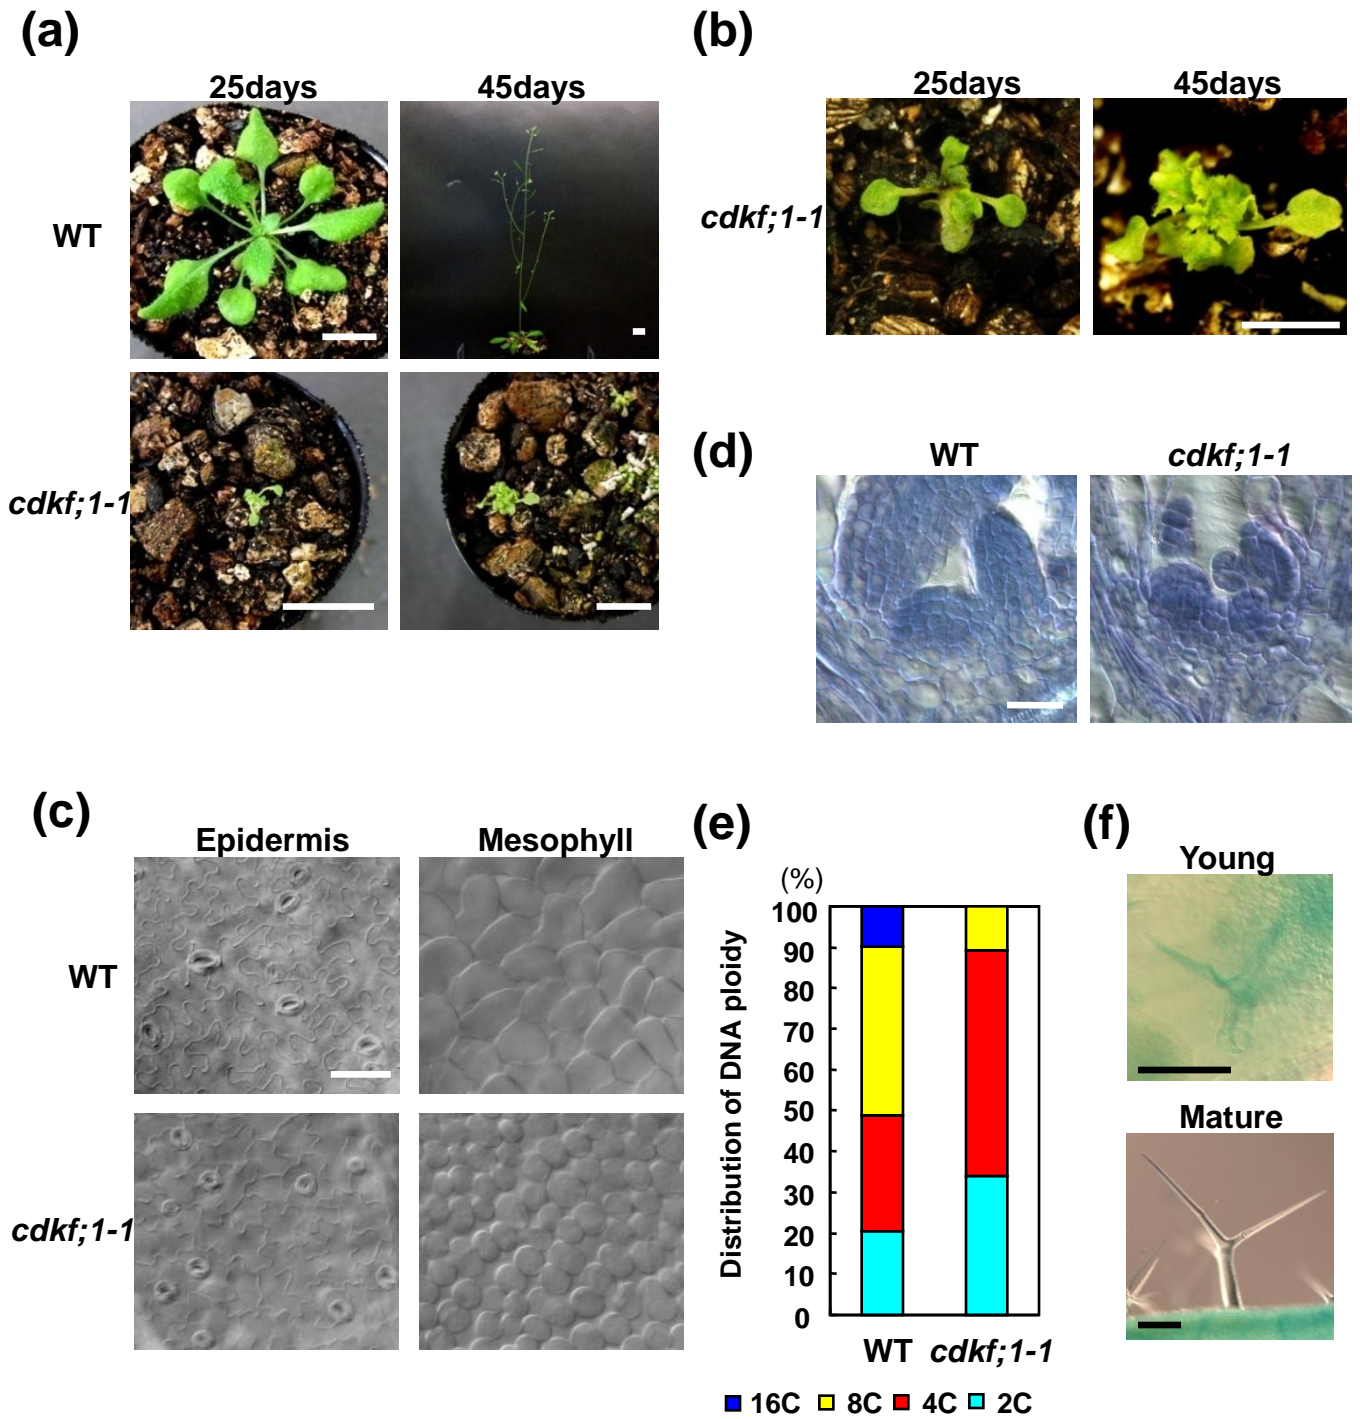 (a)
25days 45days
WT
cdkf;1-1
(b)
25days 45days
cdkf;1-1
(d)
WT cdkf;1-1
(c)
Epidermis Mesophyll
WT
cdkf;1-1
(e)
(%)
100
90
80
70
60
50
40
30
20
10
0
Distribution of DNA ploidy
WT cdkf;1-1
16C 8C 4C 2C
(f)
Young
Mature